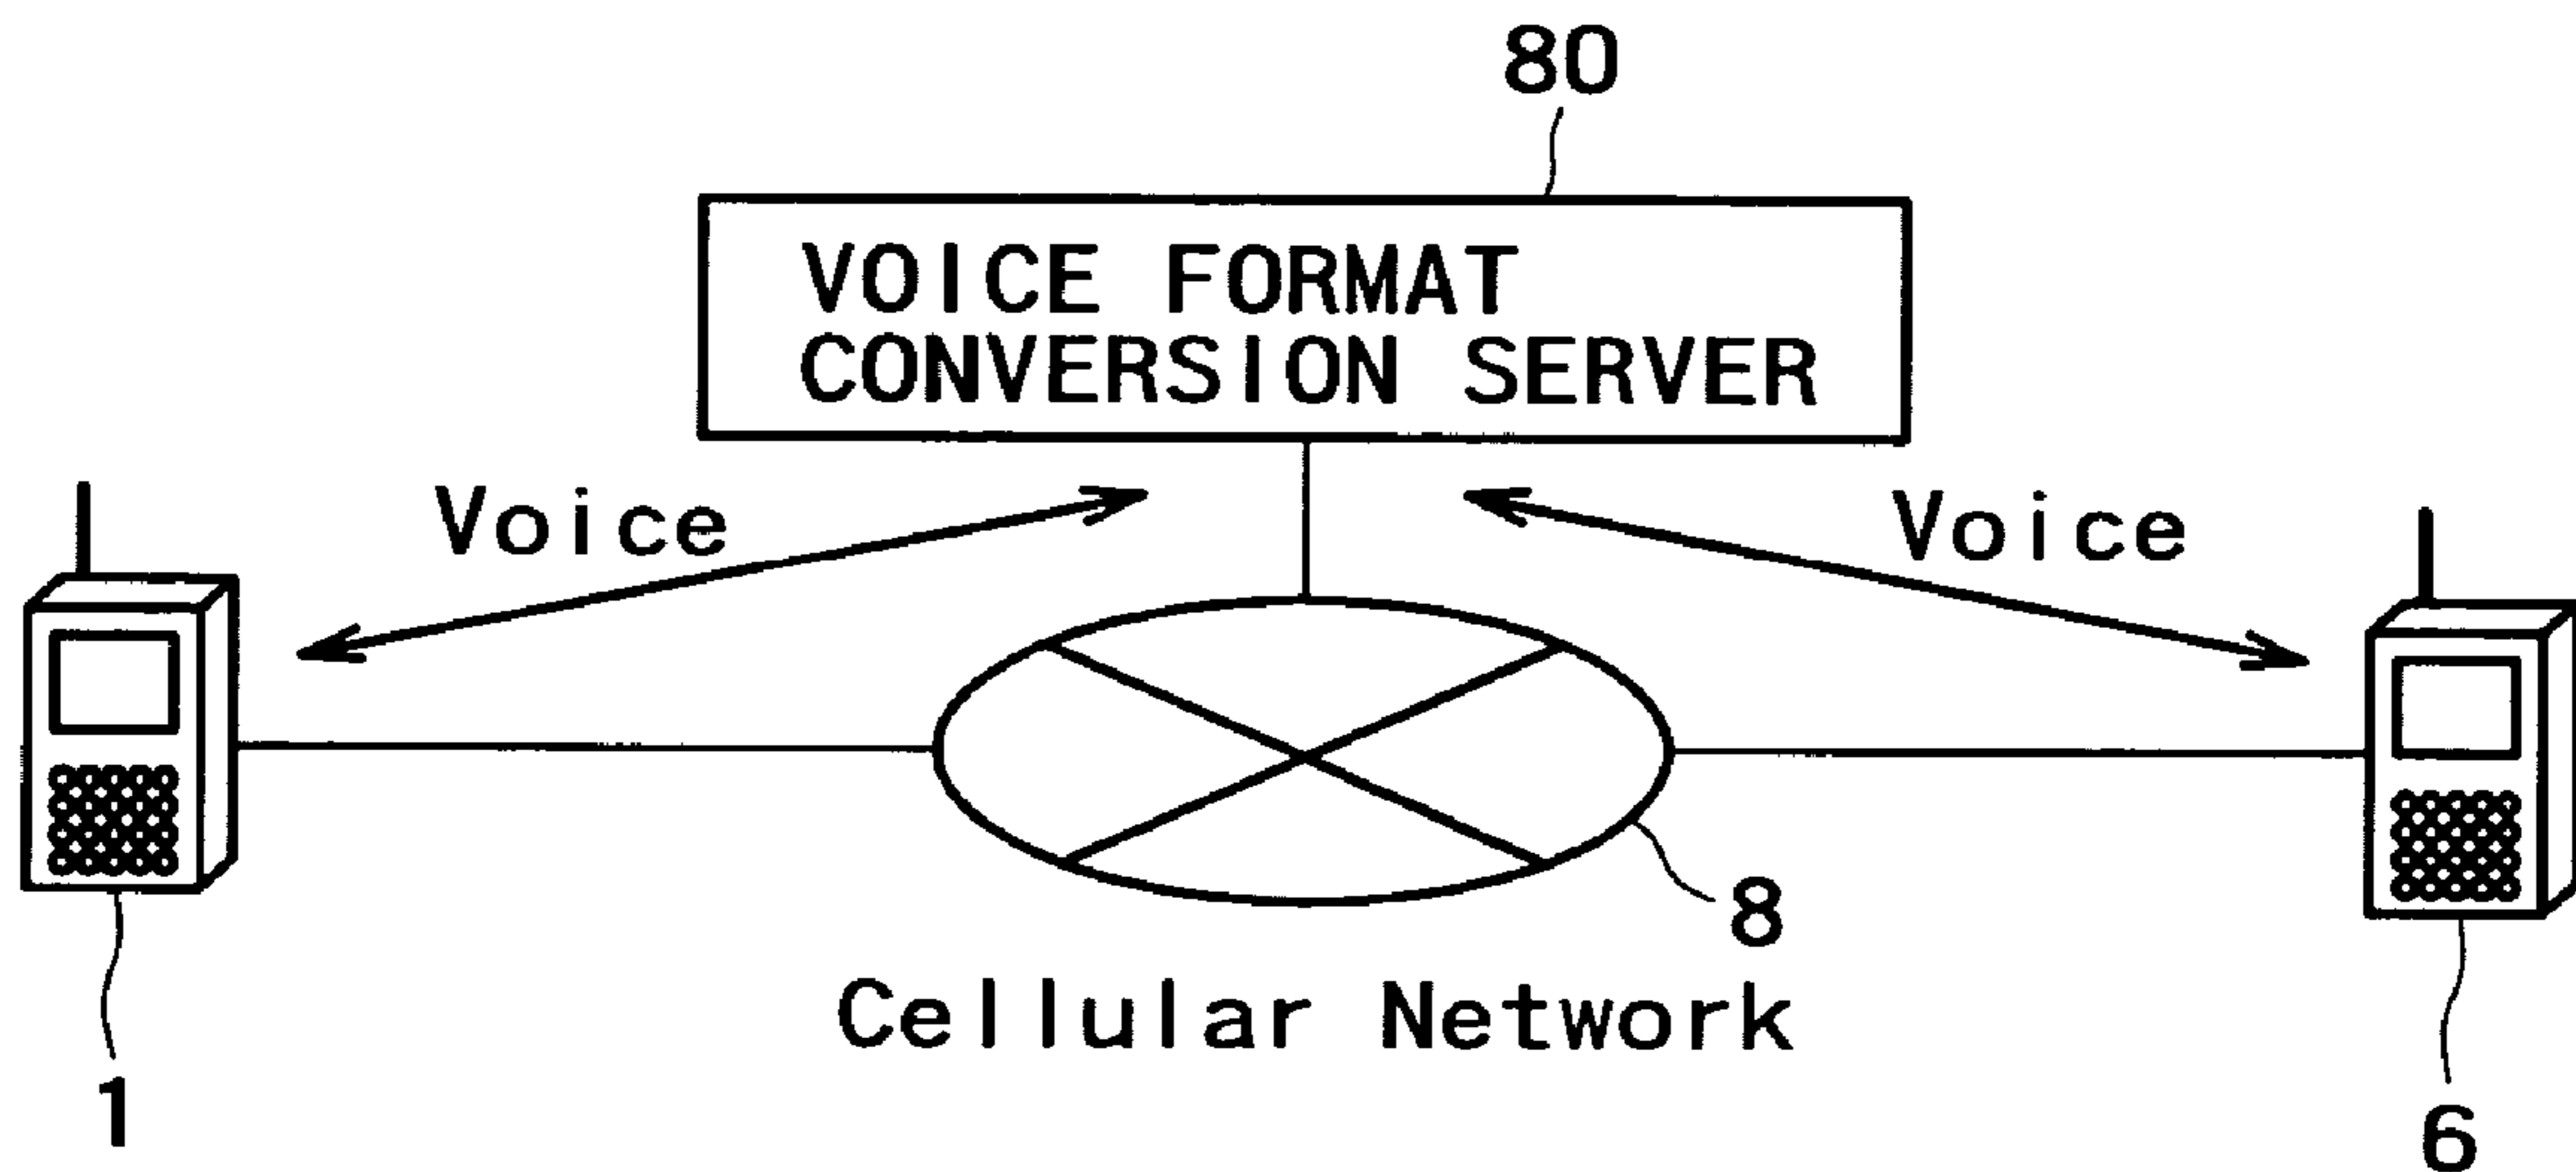 80
VOICE FORMAT
CONVERSION SERVER
Voice
Voice
8
Cellular Network
1
6